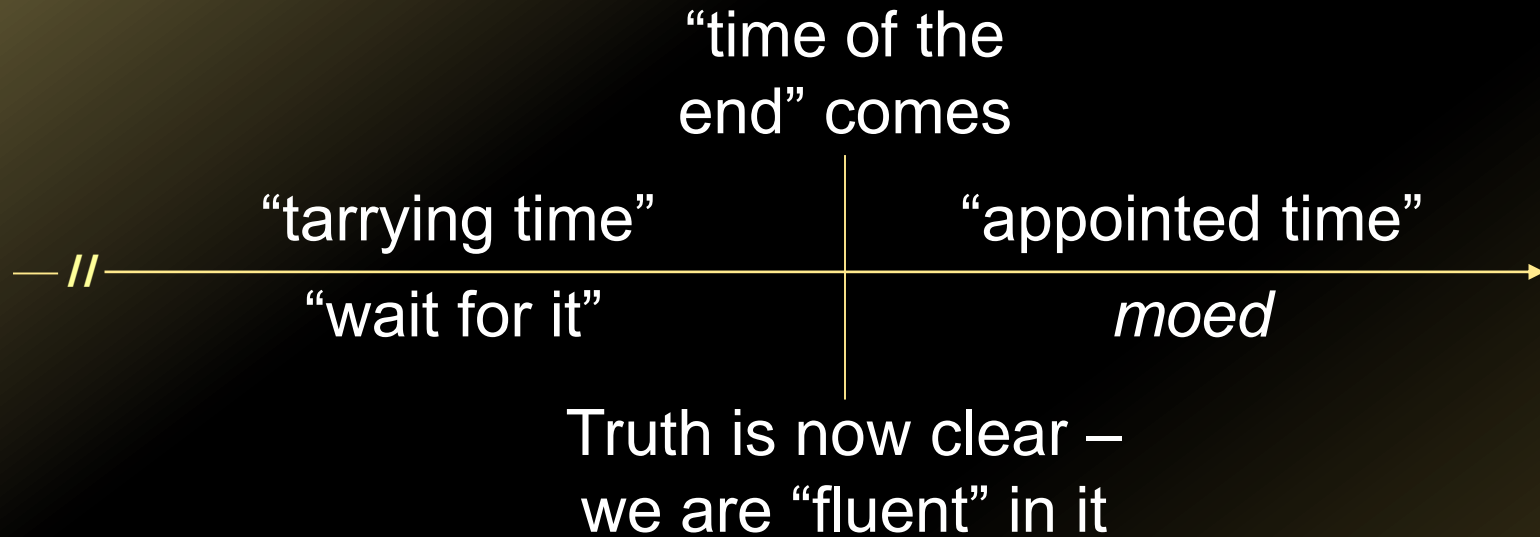 “time of the
end” comes
“tarrying time”
“appointed time”
//
“wait for it”
moed
Truth is now clear –
we are “fluent” in it